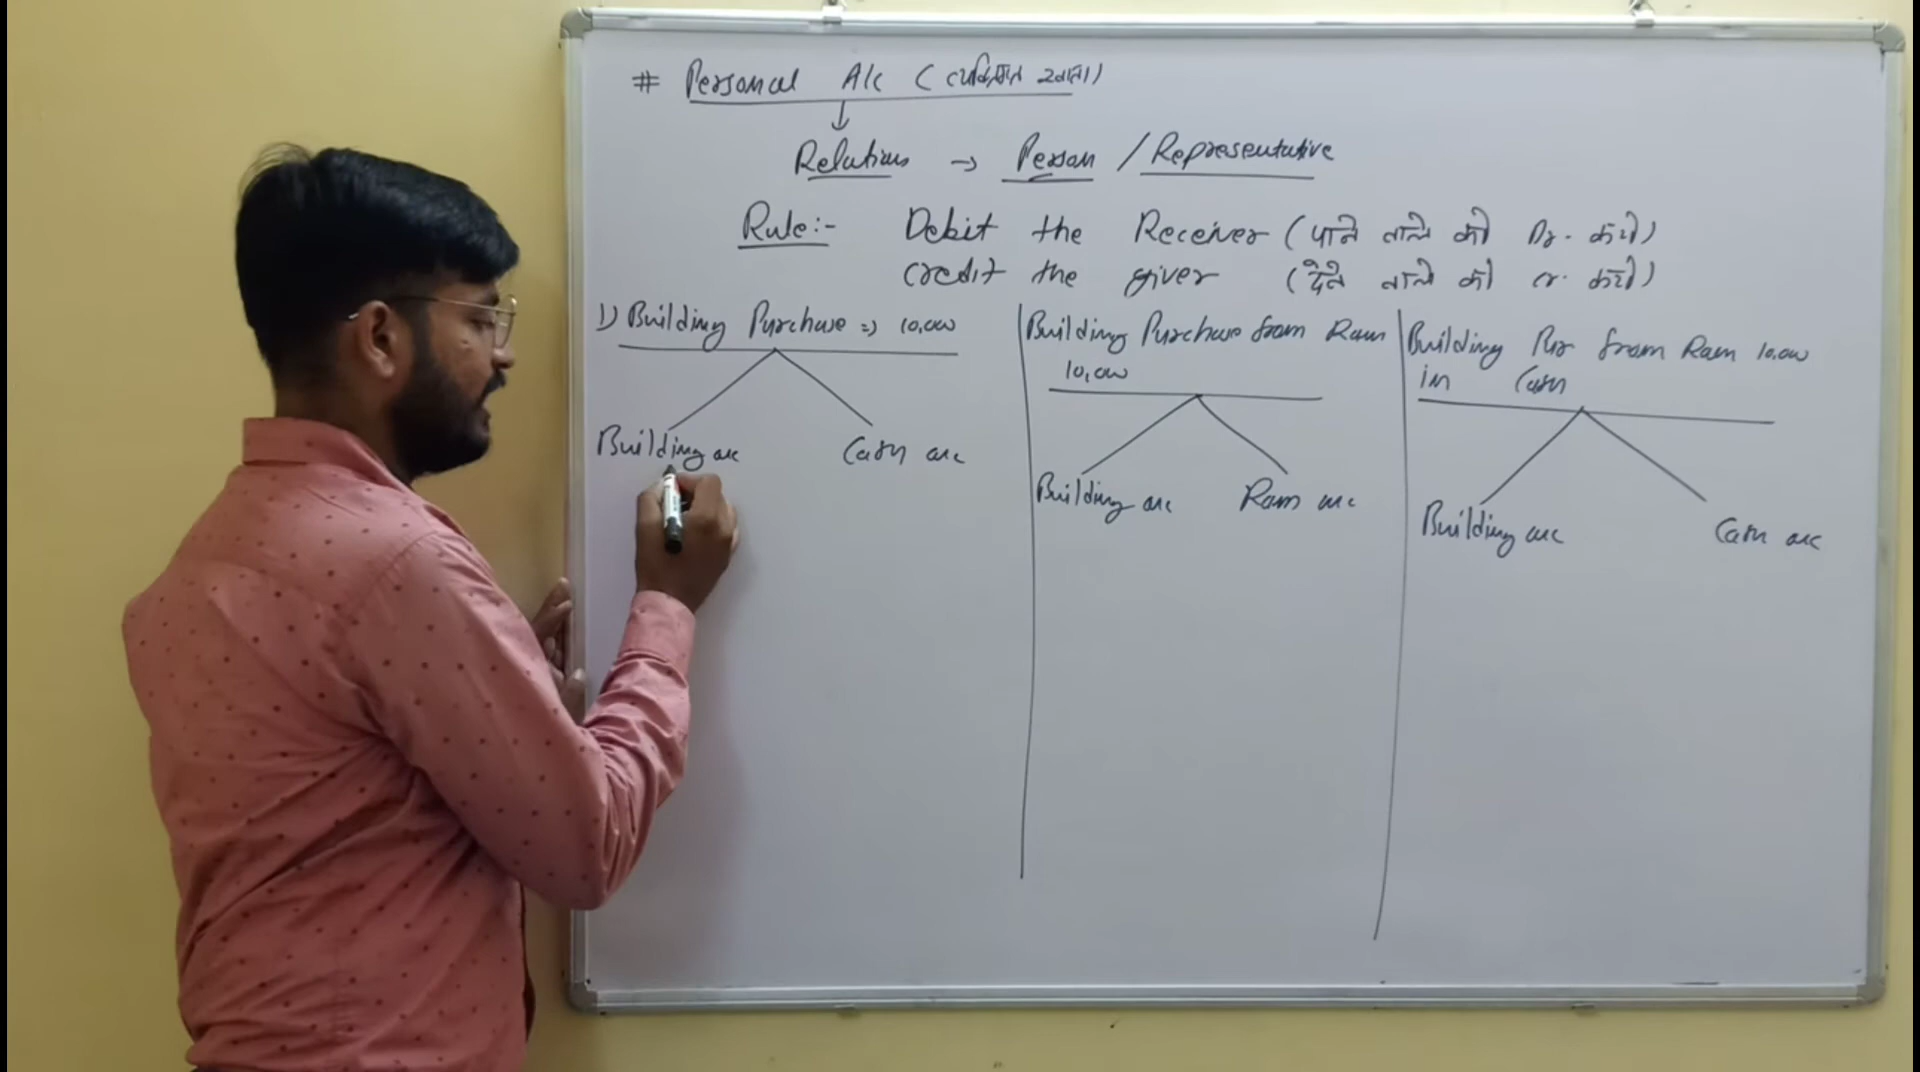 # Personal A/c (व्यक्तिगत खाता)
Relations → Person / Representative
Rule:- Debit the Receiver (पाने वाले को Dr. करो)
credit the giver (देने वाले को cr. करो)
1) Building Purchase => 10,000
Building a/c Cash a/c
Building Purchase from Ram
10,000
Building a/c Ram a/c
Building Pur from Ram 10,000
in Cash
Building a/c Cash a/c